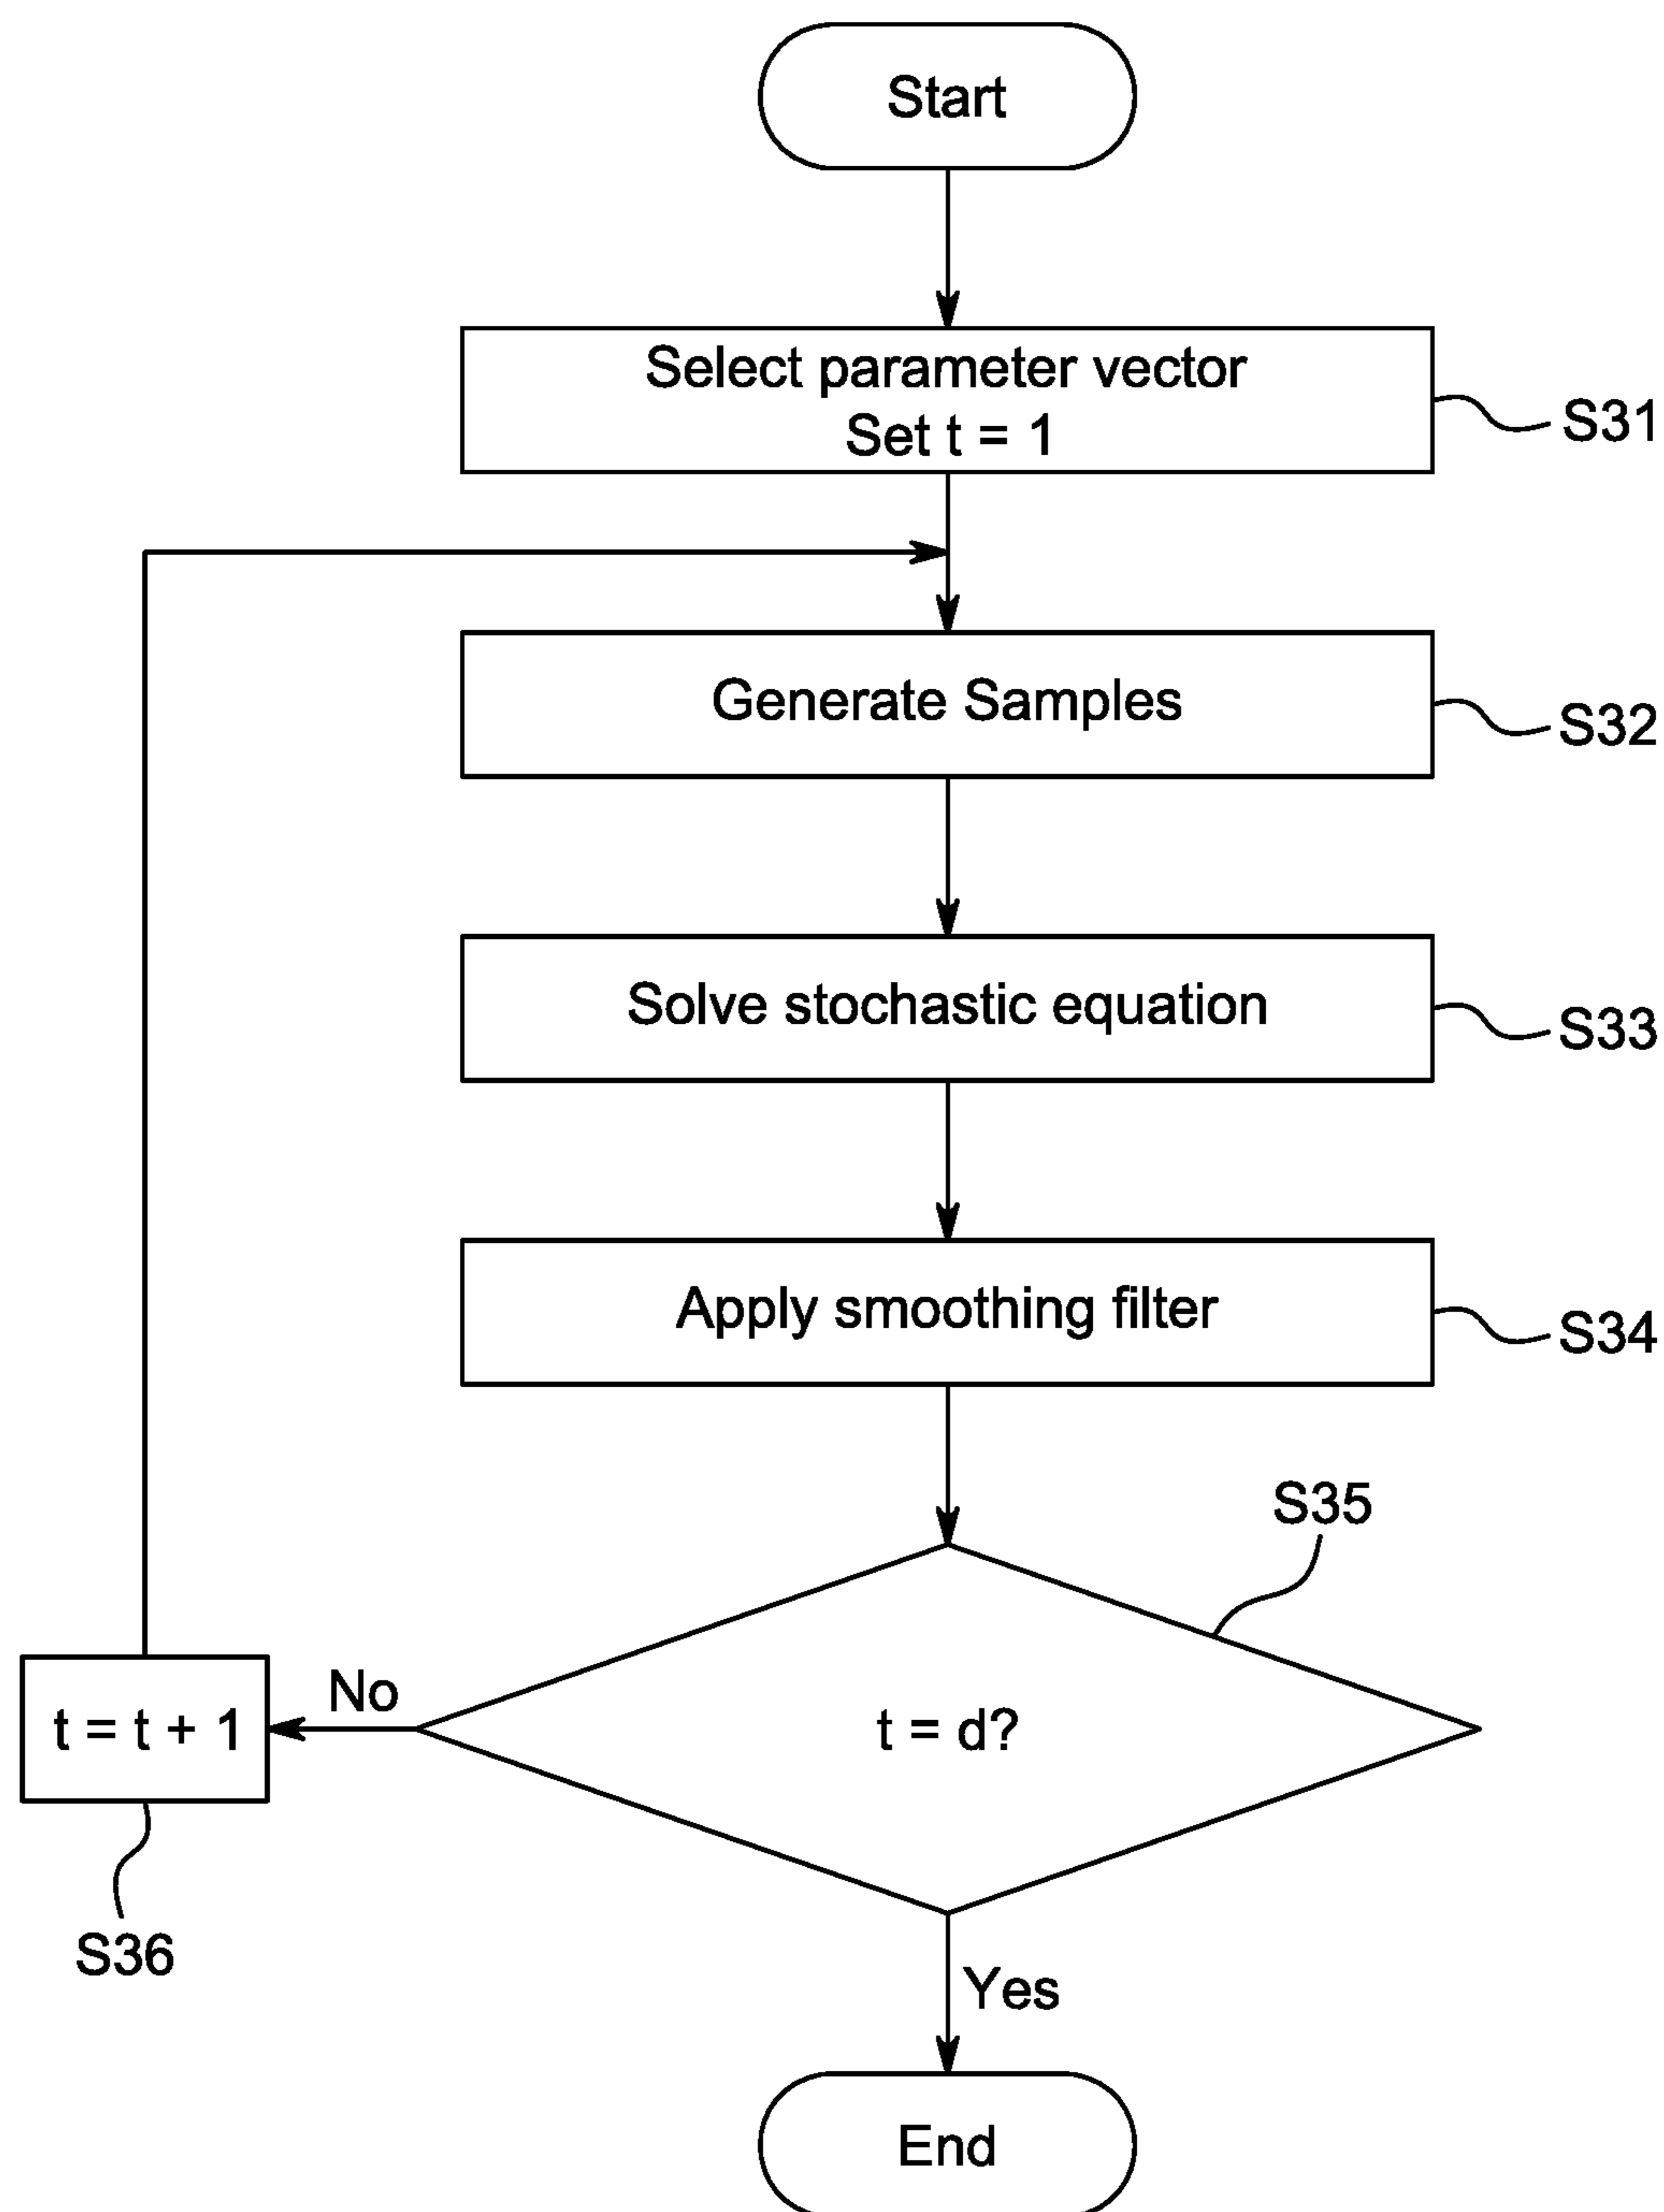 Start
Select parameter vector
Set t = 1
S31
Generate Samples
S32
Solve stochastic equation
S33
Apply smoothing filter
S34
S35
t = d?
No
t = t + 1
S36
Yes
End